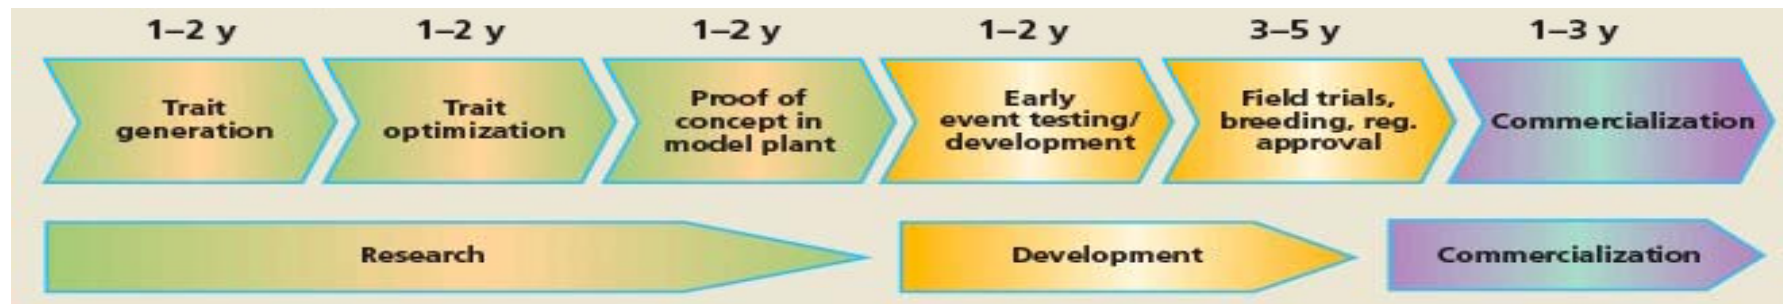 1–2 y
1–2 y
1–2 y
1–2 y
3–5 y
1–3 y
Trait
generation
Trait
optimization
Proof of
concept in
model plant
Early
event testing/
development
Field trials,
breeding, reg.
approval
Commercialization
Research
Development
Commercialization